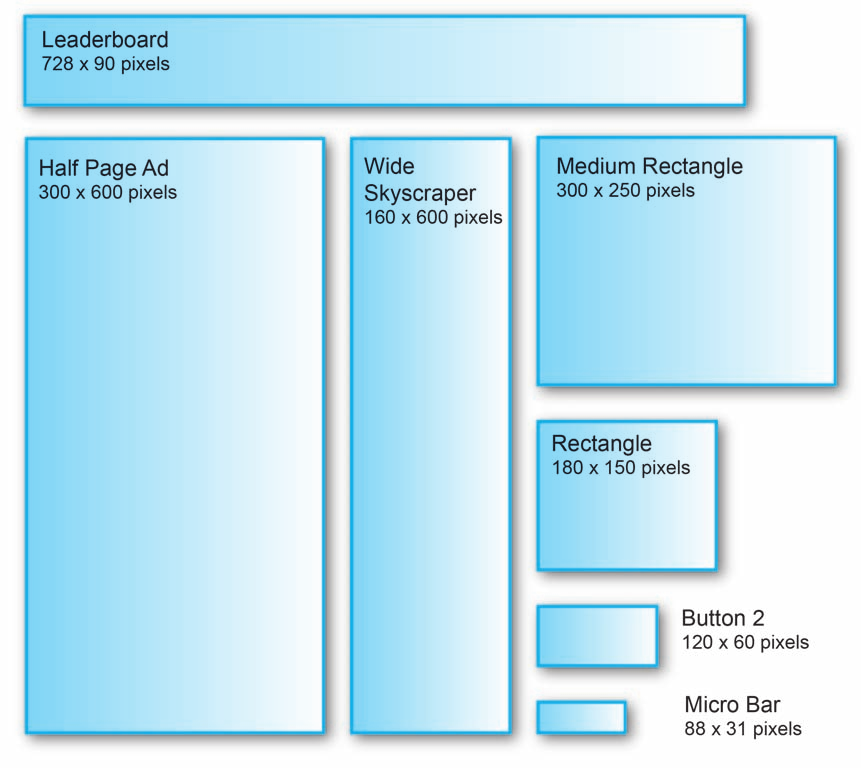 Leaderboard
728 x 90 pixels
Half Page Ad
300 x 600 pixels
Wide
Skyscraper
160 x 600 pixels
Medium Rectangle
300 x 250 pixels
Rectangle
180 x 150 pixels
Button 2
120 x 60 pixels
Micro Bar
88 x 31 pixels